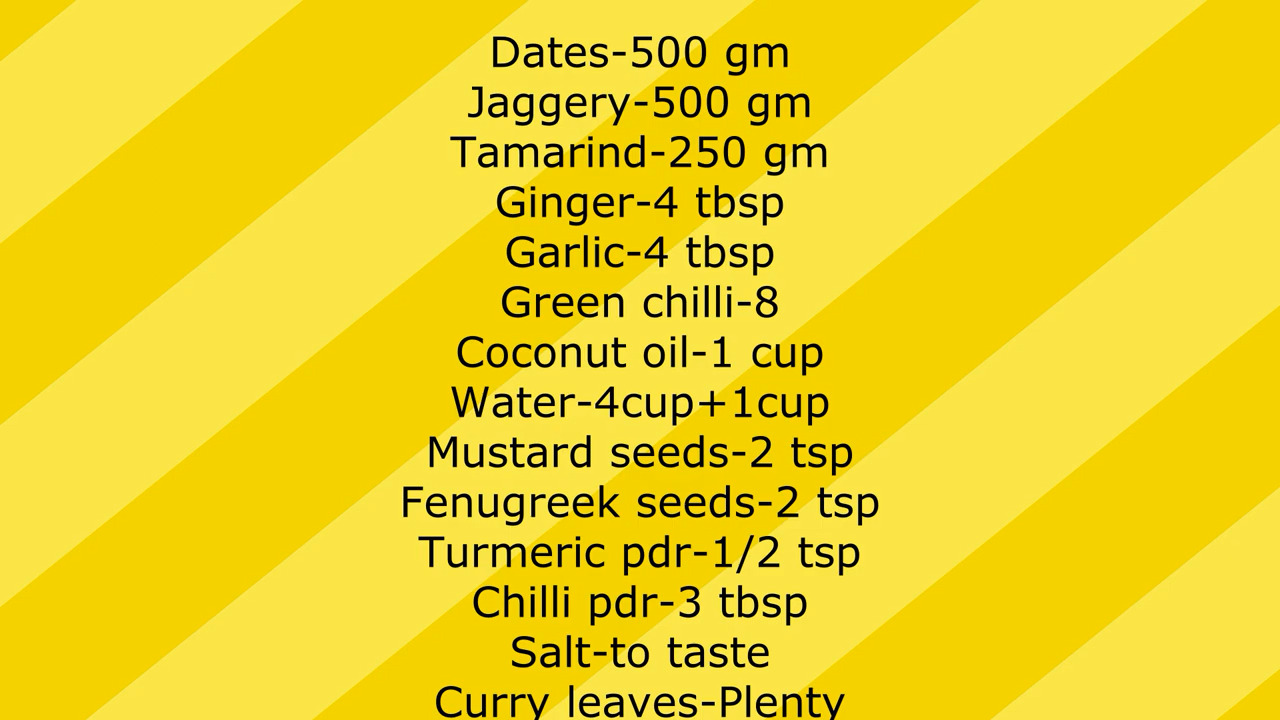 Dates-500 gm
Jaggery-500 gm
Tamarind-250 gm
Ginger-4 tbsp
Garlic-4 tbsp
Green chilli-8
Coconut oil-1 cup
Water-4cup+1cup
Mustard seeds-2 tsp
Fenugreek seeds-2 tsp
Turmeric pdr-1/2 tsp
Chilli pdr-3 tbsp
Salt-to taste
Curry leaves-Plenty